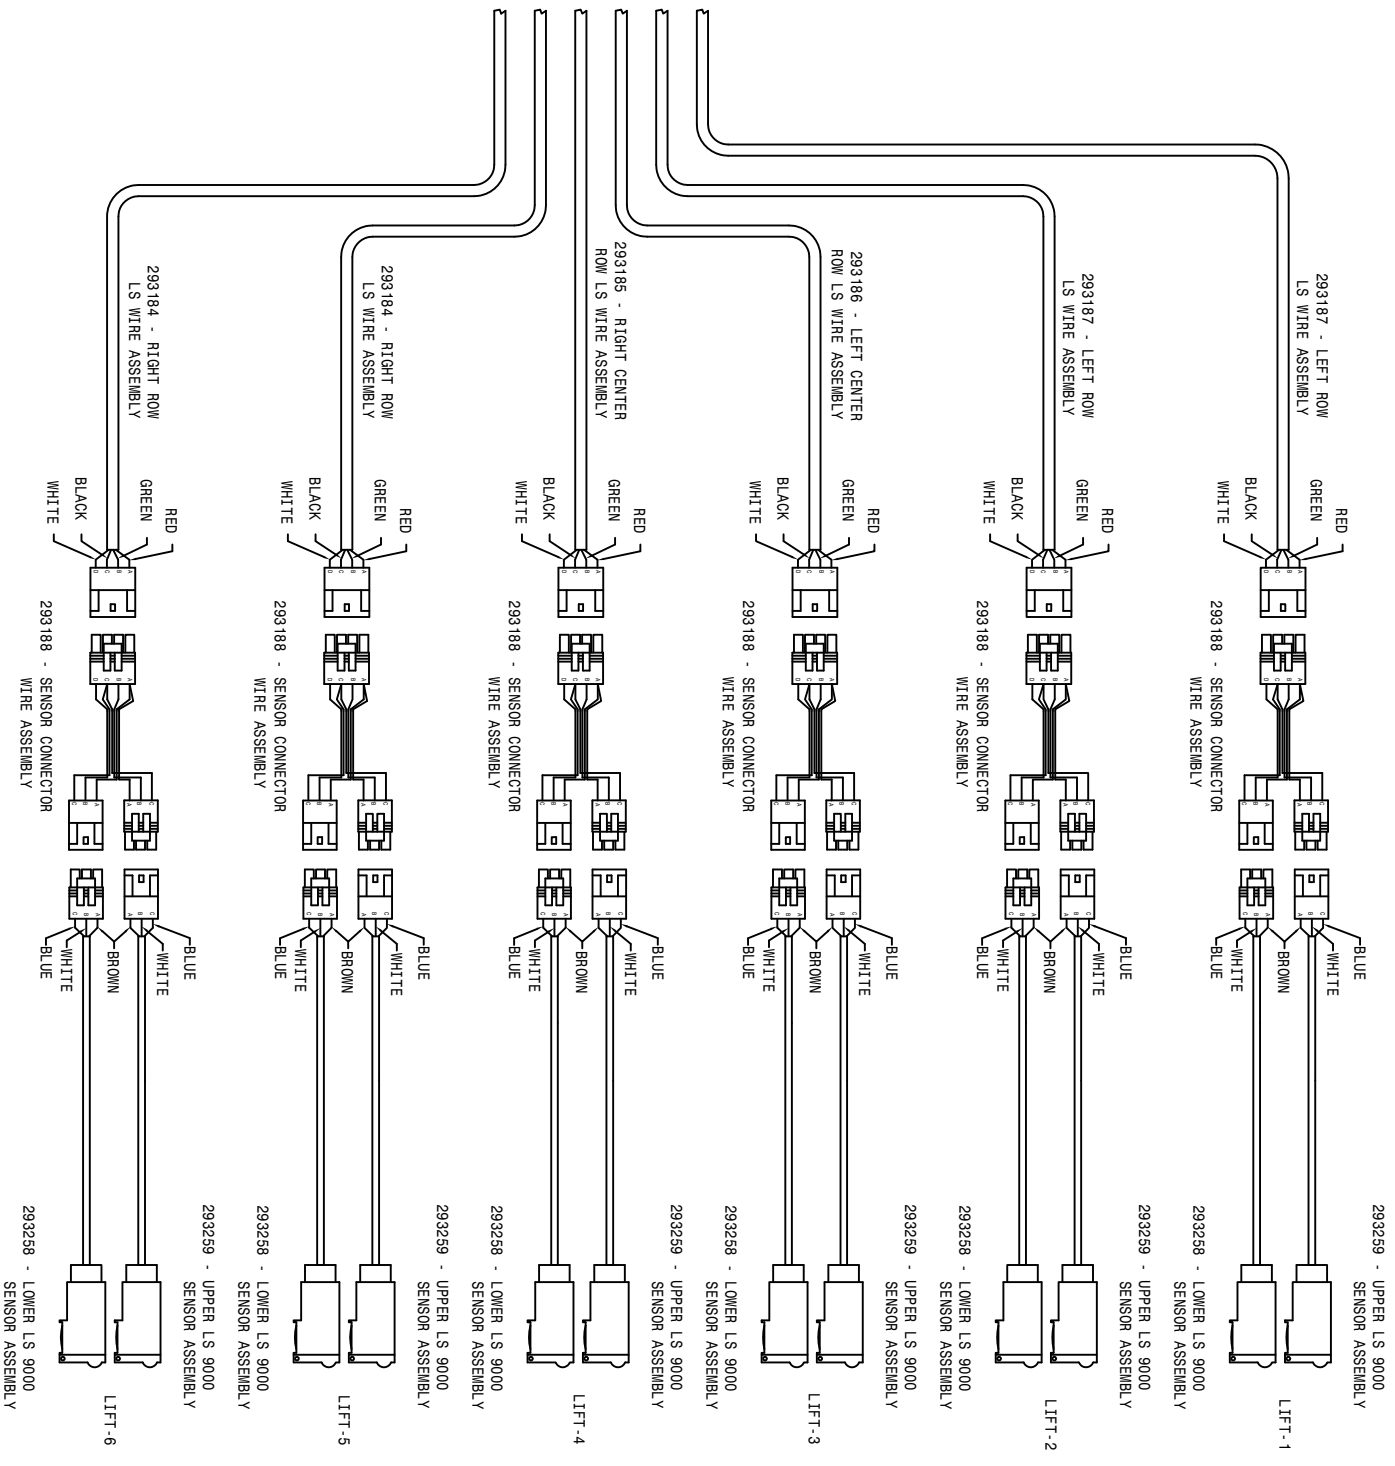 293187 - LEFT ROW
LS WIRE ASSEMBLY
RED
GREEN
BLACK
WHITE
A
B
C
D
A
B
C
D
293188 - SENSOR CONNECTOR
WIRE ASSEMBLY
C
B
A
A
B
C
C
B
A
A
B
C
BLUE
WHITE
BROWN
WHITE
BLUE
293259 - UPPER LS 9000
SENSOR ASSEMBLY
LIFT-1
293258 - LOWER LS 9000
SENSOR ASSEMBLY
293187 - LEFT ROW
LS WIRE ASSEMBLY
RED
GREEN
BLACK
WHITE
A
B
C
D
A
B
C
D
293188 - SENSOR CONNECTOR
WIRE ASSEMBLY
C
B
A
A
B
C
C
B
A
A
B
C
BLUE
WHITE
BROWN
WHITE
BLUE
293259 - UPPER LS 9000
SENSOR ASSEMBLY
LIFT-2
293258 - LOWER LS 9000
SENSOR ASSEMBLY
293186 - LEFT CENTER
ROW LS WIRE ASSEMBLY
RED
GREEN
BLACK
WHITE
A
B
C
D
A
B
C
D
293188 - SENSOR CONNECTOR
WIRE ASSEMBLY
C
B
A
A
B
C
C
B
A
A
B
C
BLUE
WHITE
BROWN
WHITE
BLUE
293259 - UPPER LS 9000
SENSOR ASSEMBLY
LIFT-3
293258 - LOWER LS 9000
SENSOR ASSEMBLY
293185 - RIGHT CENTER
ROW LS WIRE ASSEMBLY
RED
GREEN
BLACK
WHITE
A
B
C
D
A
B
C
D
293188 - SENSOR CONNECTOR
WIRE ASSEMBLY
C
B
A
A
B
C
C
B
A
A
B
C
BLUE
WHITE
BROWN
WHITE
BLUE
293259 - UPPER LS 9000
SENSOR ASSEMBLY
LIFT-4
293258 - LOWER LS 9000
SENSOR ASSEMBLY
293184 - RIGHT ROW
LS WIRE ASSEMBLY
RED
GREEN
BLACK
WHITE
A
B
C
D
A
B
C
D
293188 - SENSOR CONNECTOR
WIRE ASSEMBLY
C
B
A
A
B
C
C
B
A
A
B
C
BLUE
WHITE
BROWN
WHITE
BLUE
293259 - UPPER LS 9000
SENSOR ASSEMBLY
LIFT-5
293258 - LOWER LS 9000
SENSOR ASSEMBLY
293184 - RIGHT ROW
LS WIRE ASSEMBLY
RED
GREEN
BLACK
WHITE
A
B
C
D
A
B
C
D
293188 - SENSOR CONNECTOR
WIRE ASSEMBLY
C
B
A
A
B
C
C
B
A
A
B
C
BLUE
WHITE
BROWN
WHITE
BLUE
293259 - UPPER LS 9000
SENSOR ASSEMBLY
LIFT-6
293258 - LOWER LS 9000
SENSOR ASSEMBLY